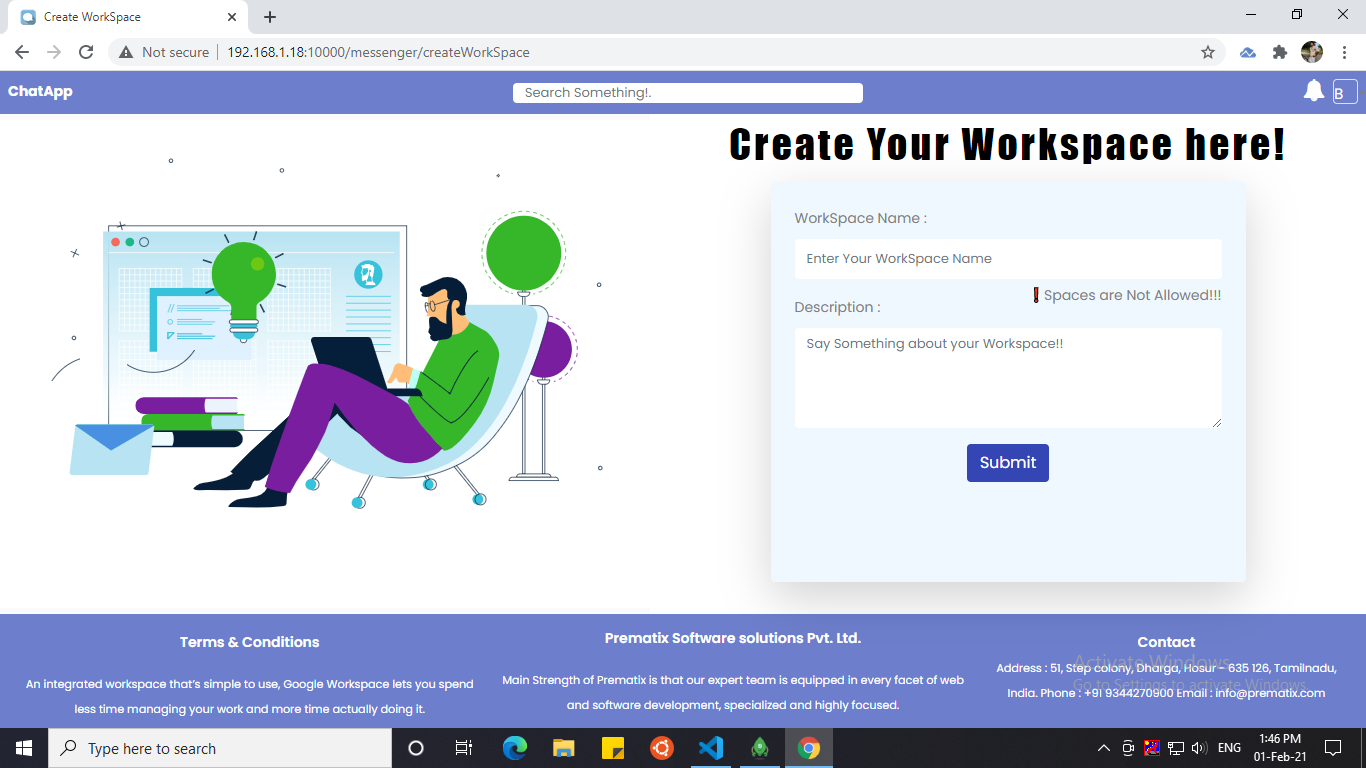 Create WorkSpace
Not secure
192.168.1.18:10000/messenger/createWorkSpace
ChatApp
Search Something!.
B
Create Your Workspace here!
WorkSpace Name :
Enter Your WorkSpace Name
❗Spaces are Not Allowed!!!
Description :
Say Something about your Workspace!!
Submit
Terms & Conditions
An integrated workspace that's simple to use, Google Workspace lets you spend
less time managing your work and more time actually doing it.
Prematix Software solutions Pvt. Ltd.
Main Strength of Prematix is that our expert team is equipped in every facet of web
and software development, specialized and highly focused.
Contact
Address : 51, Step colony, Dharga, Hosur - 635 126, Tamilnadu,
India. Phone : +91 9344270900 Email : info@prematix.com
Activate Windows
Go to Settings to activate Windows.
Type here to search
ENG
1:46 PM
01-Feb-21